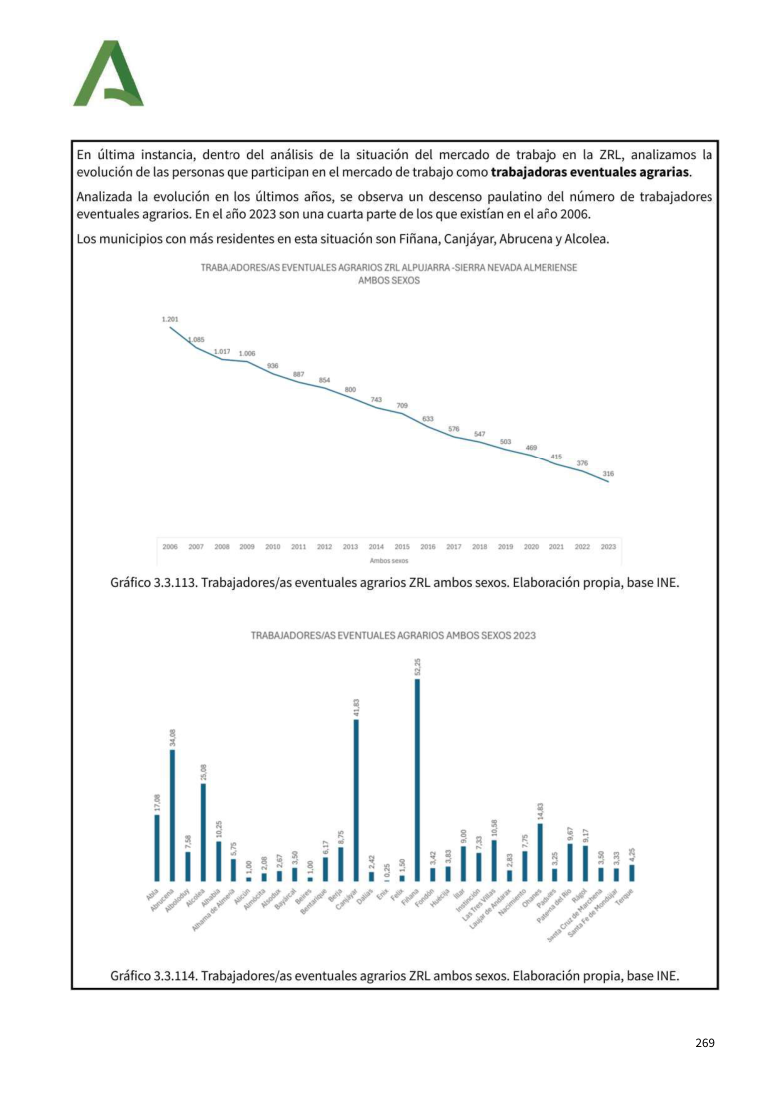 En última instancia, dentro del análisis de la situación del mercado de trabajo en la ZRL, analizamos la
evolución de las personas que participan en el mercado de trabajo como trabajadoras eventuales agrarias.
Analizada la evolución en los últimos años, se observa un descenso paulatino del número de trabajadores
eventuales agrarios. En el año 2023 son una cuarta parte de los que existían en el año 2006.
Los municipios con más residentes en esta situación son Fiñana, Canjáyar, Abrucena y Alcolea.
TRABAJADORES/AS EVENTUALES AGRARIOS ZRL ALPUJARRA -SIERRA NEVADA ALMERIENSE
AMBOS SEXOS
1.201
1.085
1.017
1.006
936
887
854
800
743
709
633
576
547
503
469
415
376
316
2006 2007 2008 2009 2010 2011 2012 2013 2014 2015 2016 2017 2018 2019 2020 2021 2022 2023
Ambos sexos
Gráfico 3.3.113. Trabajadores/as eventuales agrarios ZRL ambos sexos. Elaboración propia, base INE.
TRABAJADORES/AS EVENTUALES AGRARIOS AMBOS SEXOS 2023
17,08
34,08
7,58
25,08
10,25
5,75
1,00
2,08
2,67
3,50
1,00
6,17
8,75
41,83
2,42
0,25
1,50
52,25
3,42
3,83
9,00
7,33
10,58
2,83
7,75
14,83
3,25
9,67
9,17
3,50
3,33
4,25
Abla
Abrucena
Alboloduy
Alcolea
Alhabia
Alhama de Almería
Alicún
Almócita
Alsodux
Bayárcal
Beires
Bentarique
Berja
Canjáyar
Dalías
Enix
Felix
Fiñana
Fondón
Huécija
Íllar
Instinción
Las Tres Villas
Laujar de Andarax
Nacimiento
Ohanes
Padules
Paterna del Río
Rágol
Santa Cruz de Marchena
Santa Fe de Mondújar
Terque
Gráfico 3.3.114. Trabajadores/as eventuales agrarios ZRL ambos sexos. Elaboración propia, base INE.
269